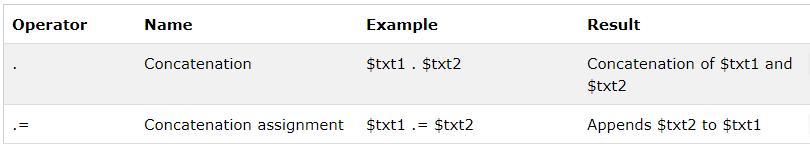 Operator Name Example Result
. Concatenation $txt1 . $txt2 Concatenation of $txt1 and
$txt2
.= Concatenation assignment $txt1 .= $txt2 Appends $txt2 to $txt1